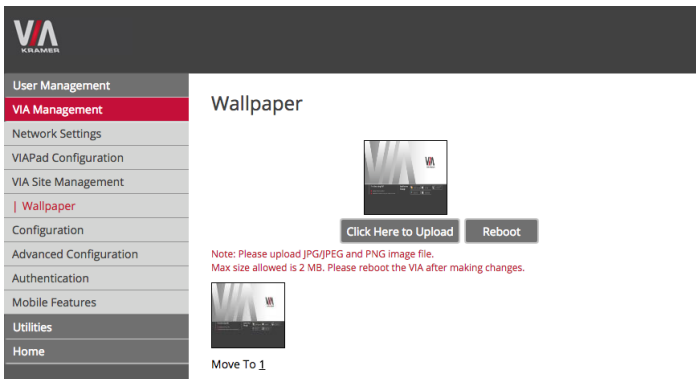 VIA
KRAMER
User Management
VIA Management
Network Settings
VIAPad Configuration
VIA Site Management
| Wallpaper
Configuration
Advanced Configuration
Authentication
Mobile Features
Utilities
Home
Wallpaper
VIA
Click Here to Upload
Reboot
Note: Please upload JPG/JPEG and PNG image file.
Max size allowed is 2 MB. Please reboot the VIA after making changes.
VIA
Move To 1